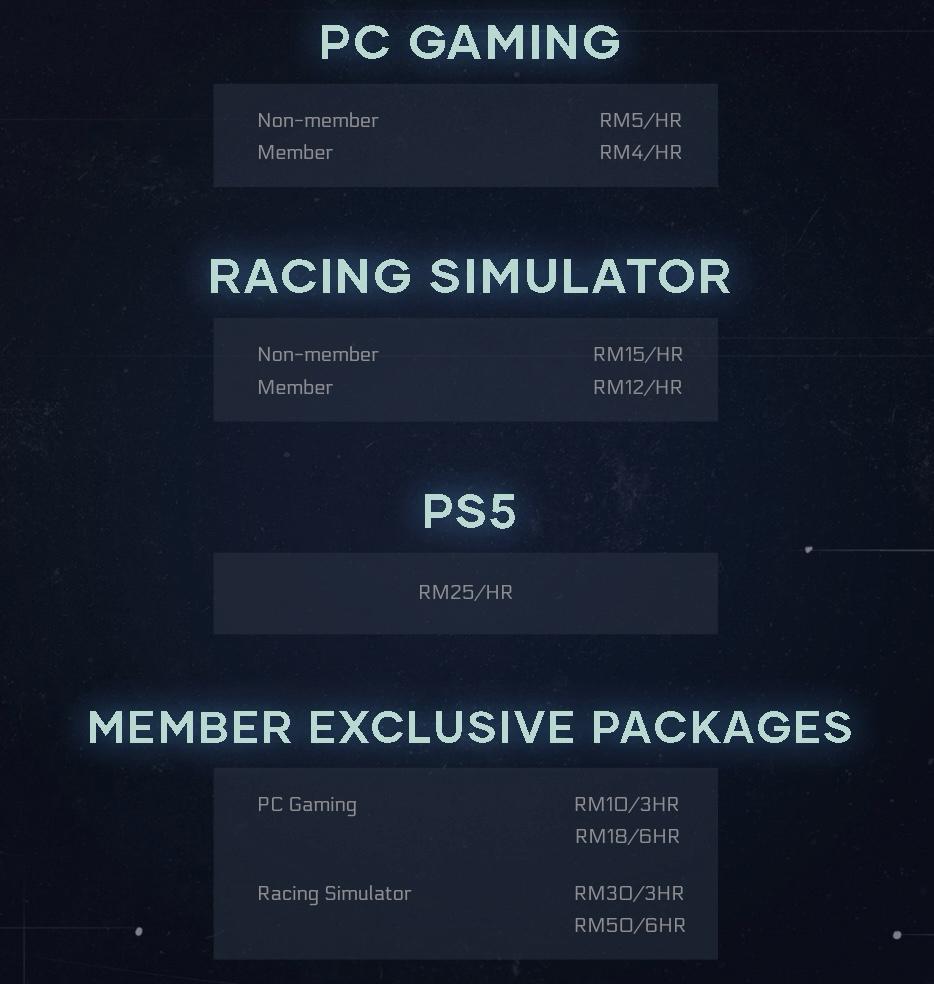 PC GAMING
Non-member RM5/HR
Member RM4/HR
RACING SIMULATOR
Non-member RM15/HR
Member RM12/HR
PS5
RM25/HR
MEMBER EXCLUSIVE PACKAGES
PC Gaming RM10/3HR
RM18/6HR
Racing Simulator RM30/3HR
RM50/6HR